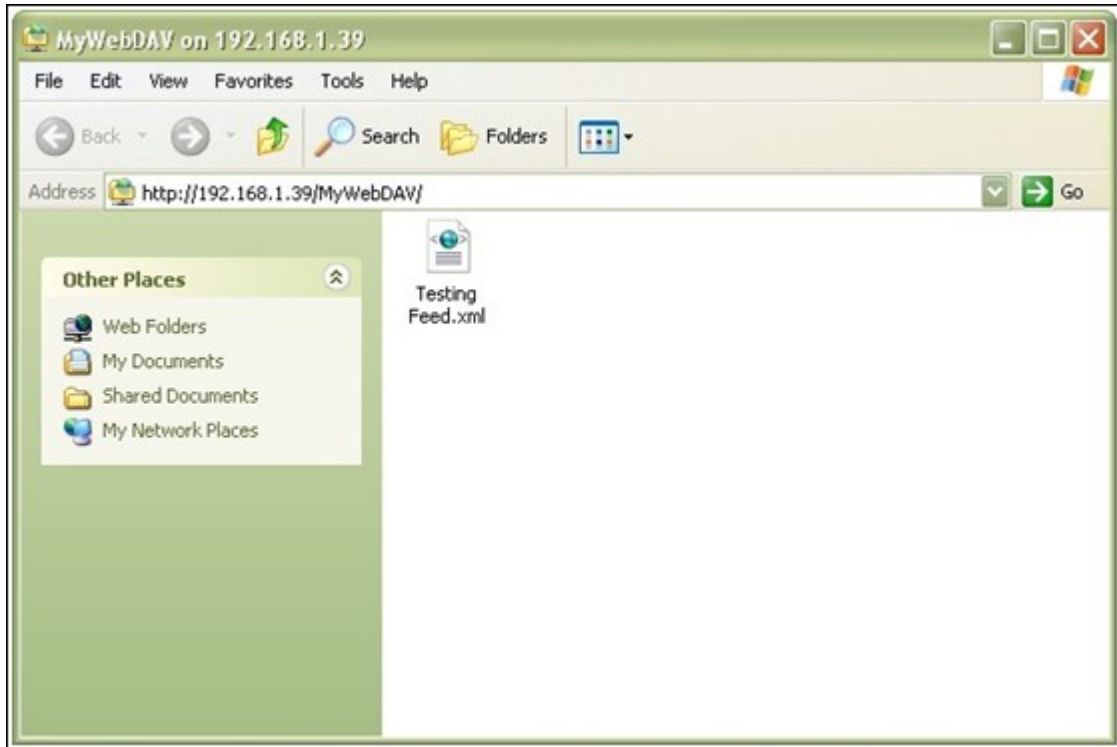 MyWebDAV on 192.168.1.39
File Edit View Favorites Tools Help
Back Search Folders
Address http://192.168.1.39/MyWebDAV/ Go
Other Places
Web Folders
My Documents
Shared Documents
My Network Places
Testing
Feed.xml